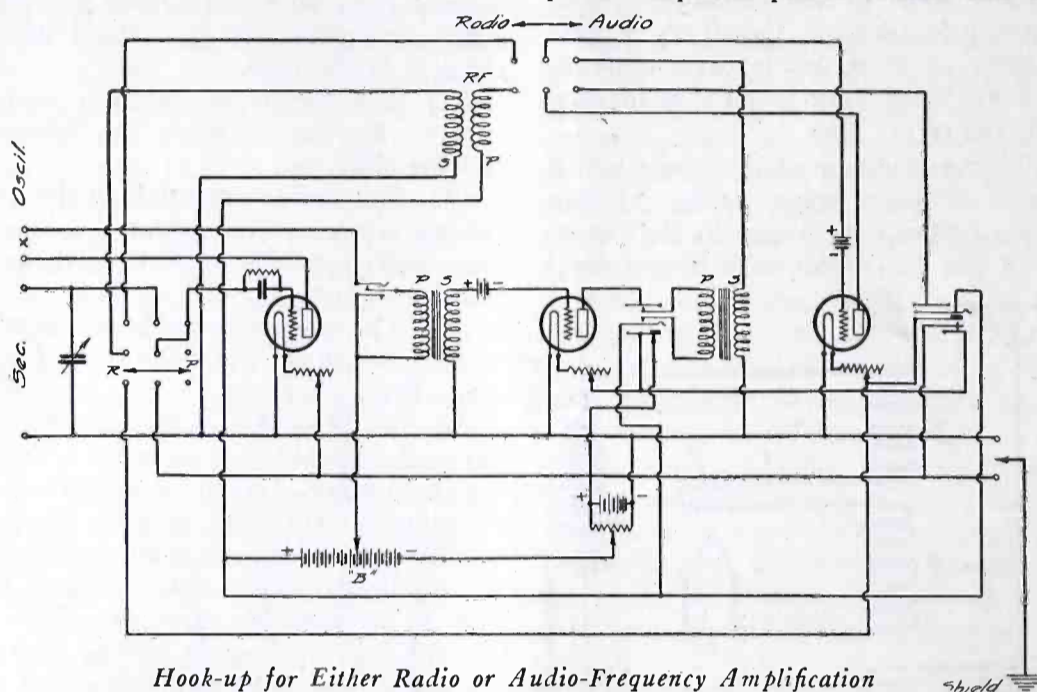 Radio Audio
RF
G P
Oscil.
X
Sec.
R
+ -
P S
+ -
P S
+
-
+ -
+ -
"B"
Hook-up for Either Radio or Audio-Frequency Amplification
Shield